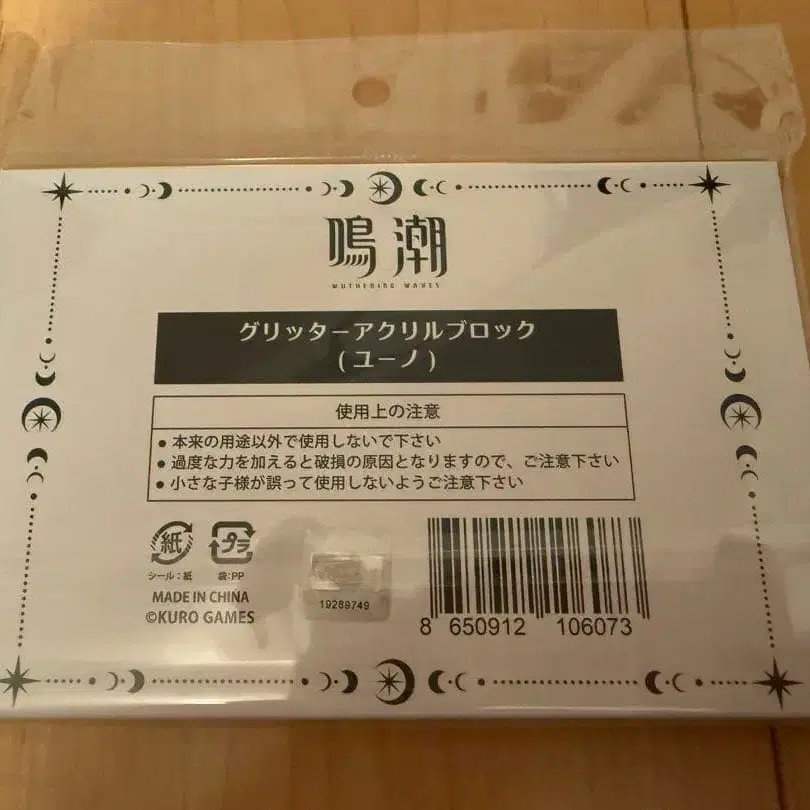 鳴潮
WUTHERING WAVES
グリッターアクリルブロック
(ユーノ)
使用上の注意
● 本来の用途以外で使用しないで下さい
● 過度な力を加えると破損の原因となりますので、ご注意下さい
● 小さな子様が誤って使用しないようご注意下さい
紙 プラ
シール:紙 袋:PP
MADE IN CHINA
©KURO GAMES
19289749
8 650912 106073